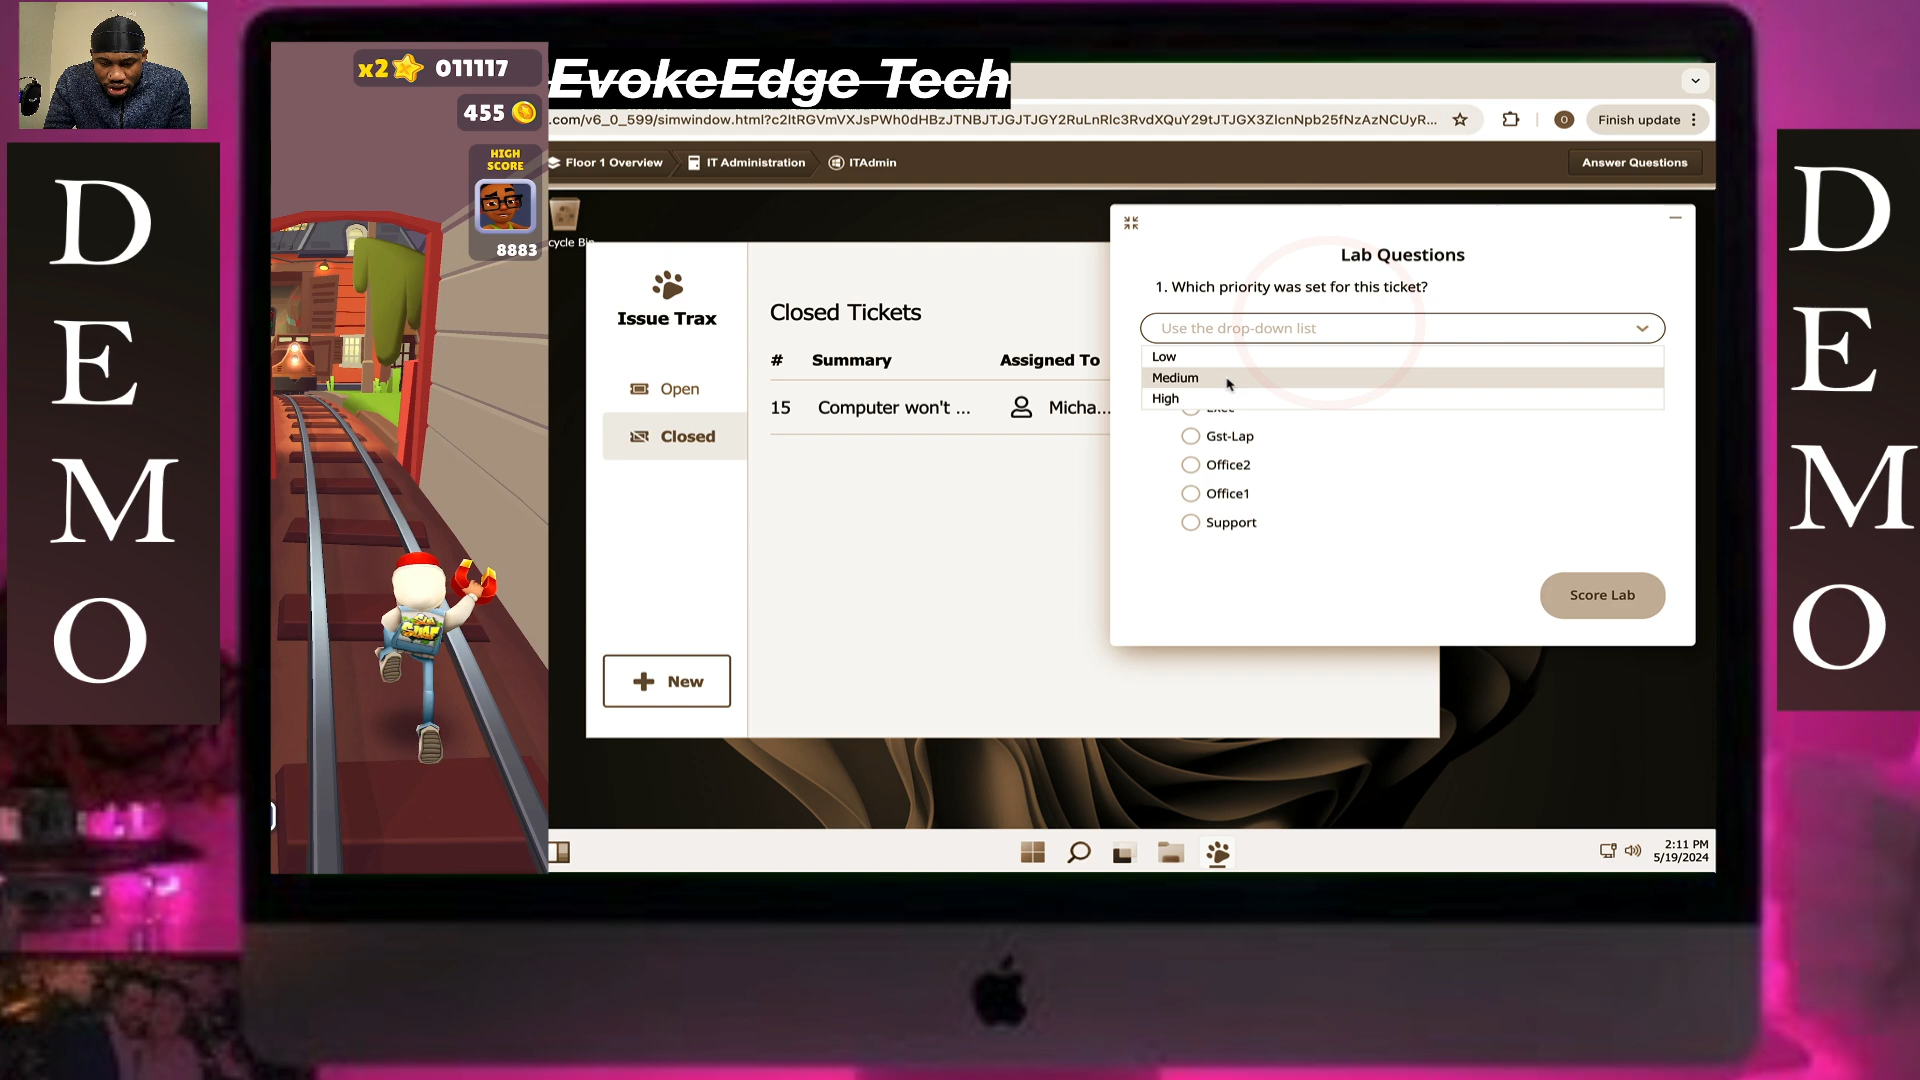 x2 011117
455
HIGH
SCORE
8883
EvokeEdge Tech
.com/v6_0_599/simwindow.html?c2ltRGVmVXJsPWh0dHBzJTNBJTJGJTJGY2RuLnRlc3RvdXQuY29tJTJGX3ZlcnNpb25fNzAzNCUyR...
O
Finish update
Floor 1 Overview
IT Administration
ITAdmin
Answer Questions
cycle Bin
Issue Trax
Open
Closed
New
Closed Tickets
# Summary Assigned To
15 Computer won't ... Micha...
Lab Questions
1. Which priority was set for this ticket?
Use the drop-down list
Low
Medium
High
Exec
Gst-Lap
Office2
Office1
Support
Score Lab
2:11 PM
5/19/2024
D
E
M
O
D
E
M
O